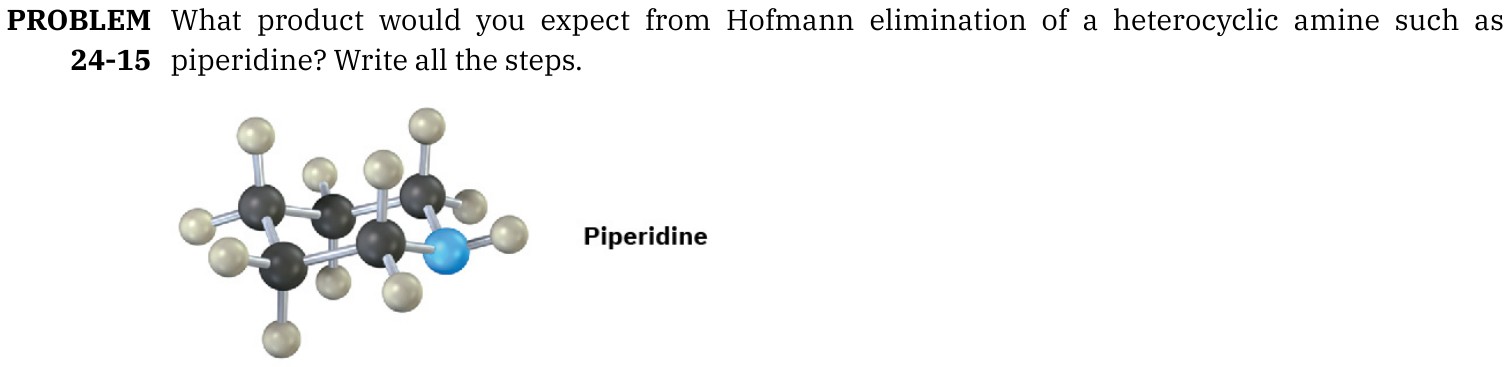 PROBLEM What product would you expect from Hofmann elimination of a heterocyclic amine such as
24-15 piperidine? Write all the steps.
Piperidine